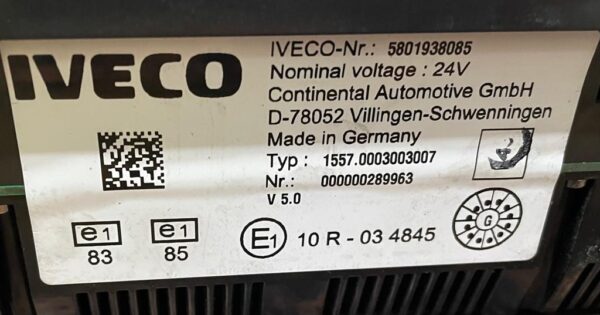 IVECO
IVECO-Nr.: 5801938085
Nominal voltage : 24V
Continental Automotive GmbH
D-78052 Villingen-Schwenningen
Made in Germany
Typ : 1557.0003003007
Nr.: 000000289963
V 5.0
e1 83
e1 85
E1 10 R - 03 4845
G